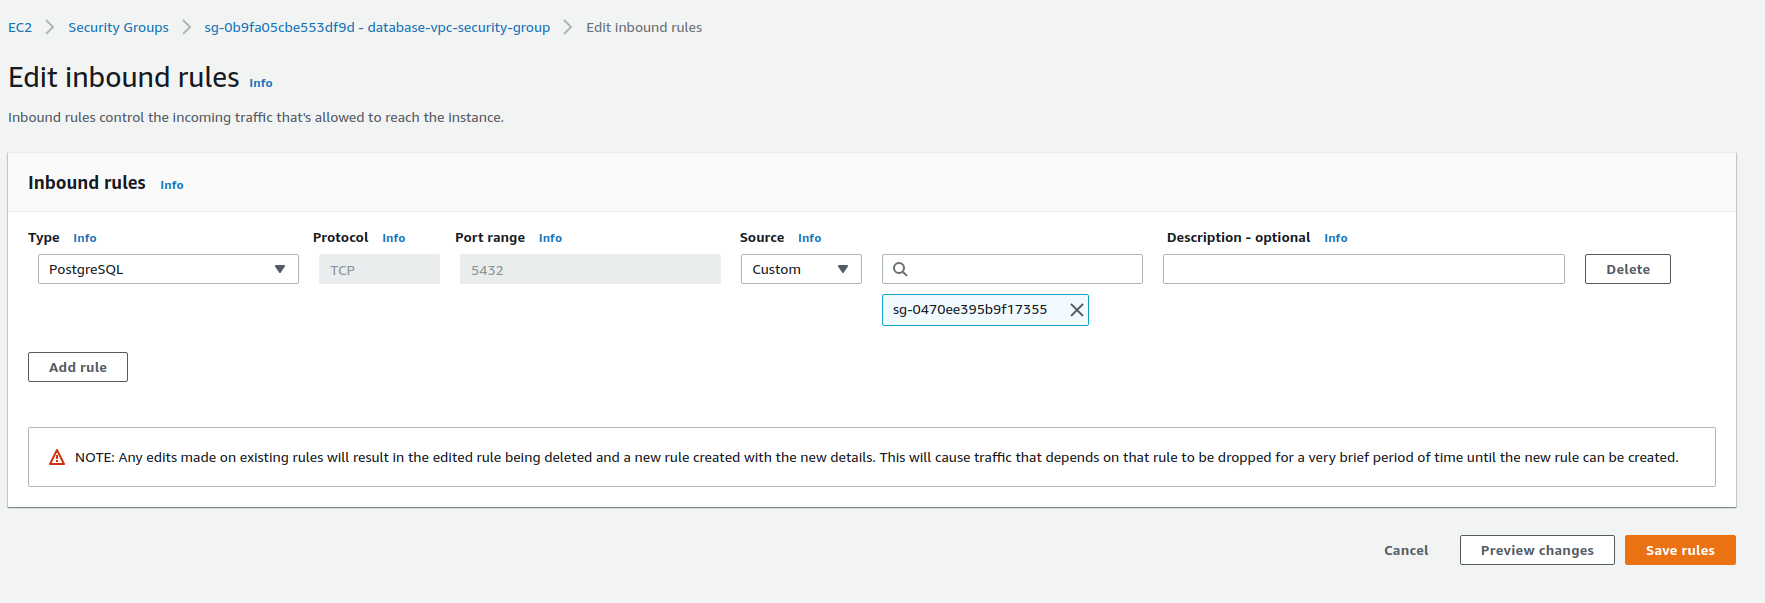 EC2 > Security Groups > sg-0b9fa05cbe553df9d - database-vpc-security-group > Edit inbound rules
Edit inbound rules Info
Inbound rules control the incoming traffic that's allowed to reach the instance.
Inbound rules Info
Type Info Protocol Info Port range Info Source Info Description - optional Info
PostgreSQL TCP 5432 Custom Delete
sg-0470ee395b9f17355
Add rule
NOTE: Any edits made on existing rules will result in the edited rule being deleted and a new rule created with the new details. This will cause traffic that depends on that rule to be dropped for a very brief period of time until the new rule can be created.
Cancel Preview changes Save rules